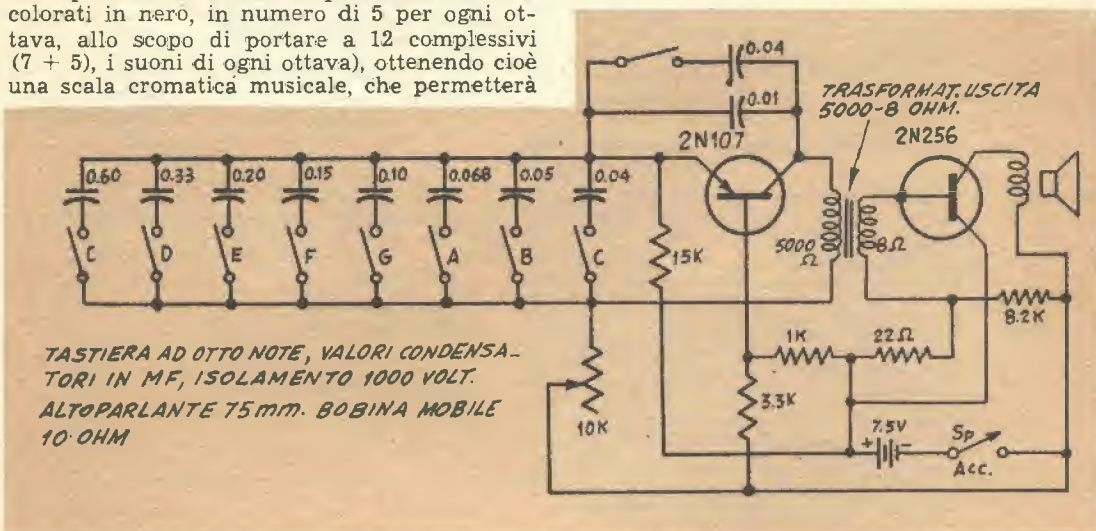 colorati in nero, in numero di 5 per ogni ot-
tava, allo scopo di portare a 12 complessivi
(7 + 5), i suoni di ogni ottava), ottenendo cioè
una scala cromatica musicale, che permetterà
0.04
0.01
TRASFORMAT. USCITA
5000-8 OHM.
2N107
2N256
0.60
0.33
0.20
0.15
0.10
0.068
0.05
0.04
C
D
E
F
G
A
B
C
15K
5000
Ω
8Ω
8.2K
1K
22Ω
3.3K
10K
7.5V
+
-
Sp
Acc.
TASTIERA AD OTTO NOTE, VALORI CONDENSA-
TORI IN MF, ISOLAMENTO 1000 VOLT.
ALTOPARLANTE 75mm. BOBINA MOBILE
10 OHM